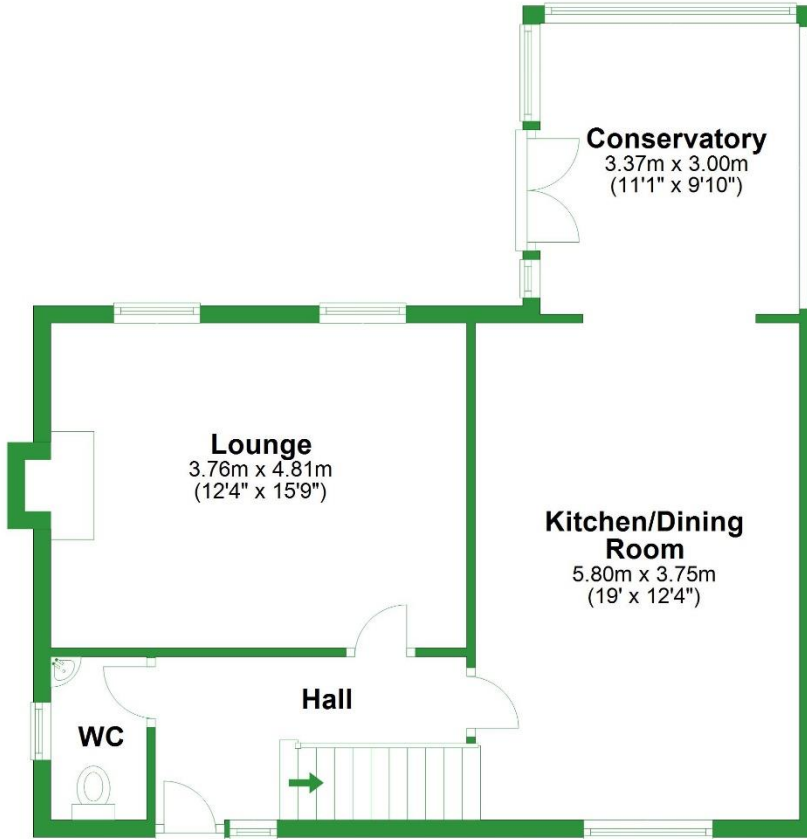 Conservatory
3.37m x 3.00m
(11'1" x 9'10")
Lounge
3.76m x 4.81m
(12'4" x 15'9")
Kitchen/Dining
Room
5.80m x 3.75m
(19' x 12'4")
Hall
WC